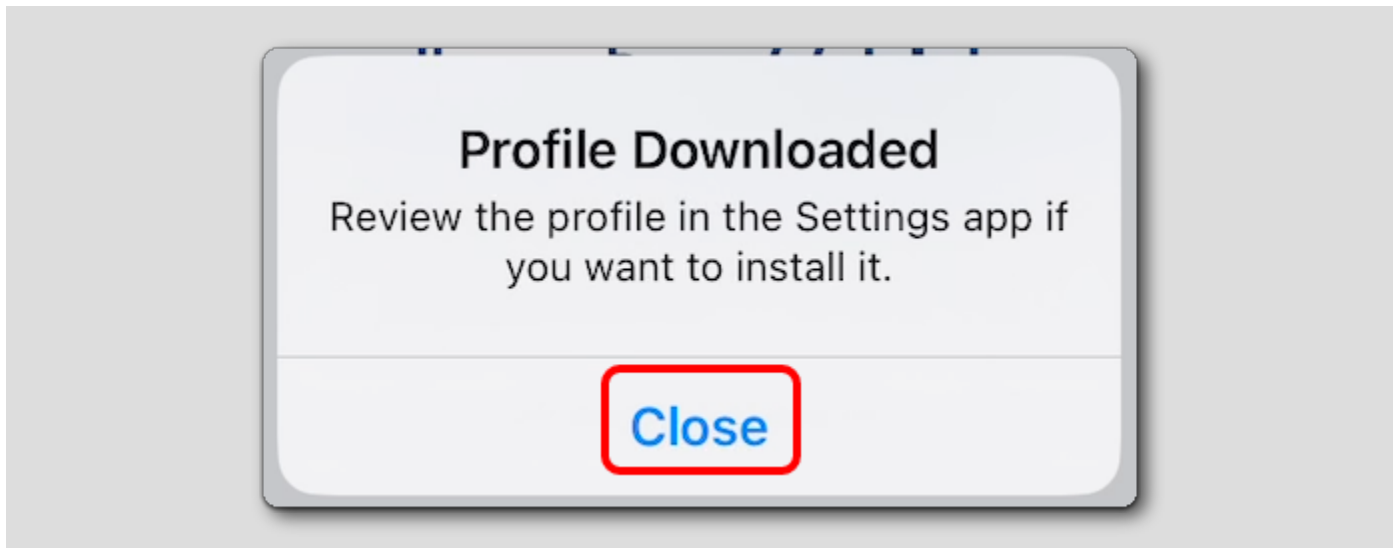 Profile Downloaded
Review the profile in the Settings app if
you want to install it.
Close